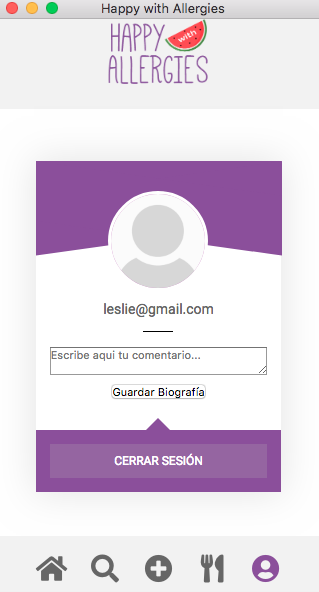 Happy with Allergies
HAPPY with
ALLERGIES
leslie@gmail.com
Escribe aqui tu comentario...
Guardar Biografía
CERRAR SESIÓN